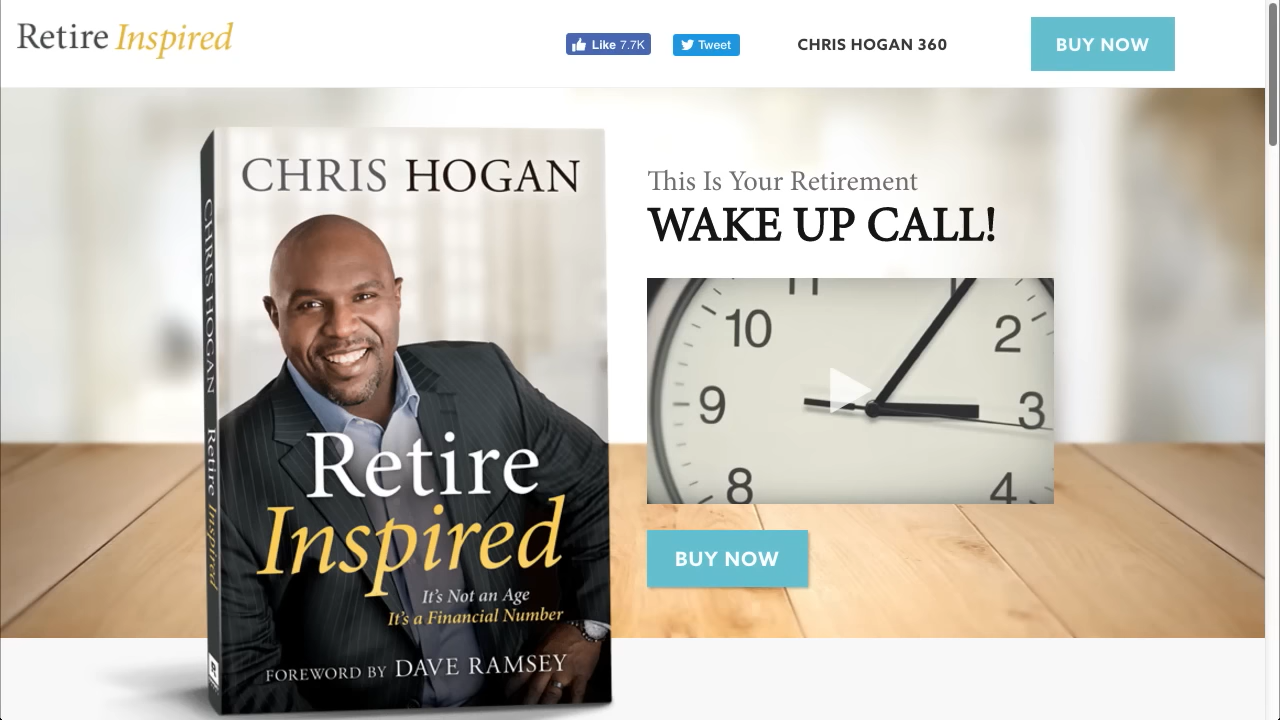 Retire Inspired
Like 7.7K
Tweet
CHRIS HOGAN 360
BUY NOW
CHRIS HOGAN
CHRIS HOGAN Retire Inspired
Retire
Inspired
It's Not an Age
It's a Financial Number
FOREWORD BY DAVE RAMSEY
This Is Your Retirement
WAKE UP CALL!
11
10
2
9
3
8
4
BUY NOW